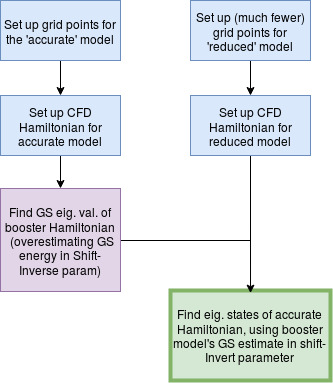 Set up grid points for
the 'accurate' model
Set up (much fewer)
grid points for
'reduced' model
Set up CFD
Hamiltonian for
accurate model
Set up CFD
Hamiltonian for
reduced model
Find GS eig. val. of
booster Hamiltonian
(overestimating GS
energy in Shift-
Inverse param)
Find eig. states of accurate
Hamiltonian, using booster
model's GS estimate in shift-
Invert parameter